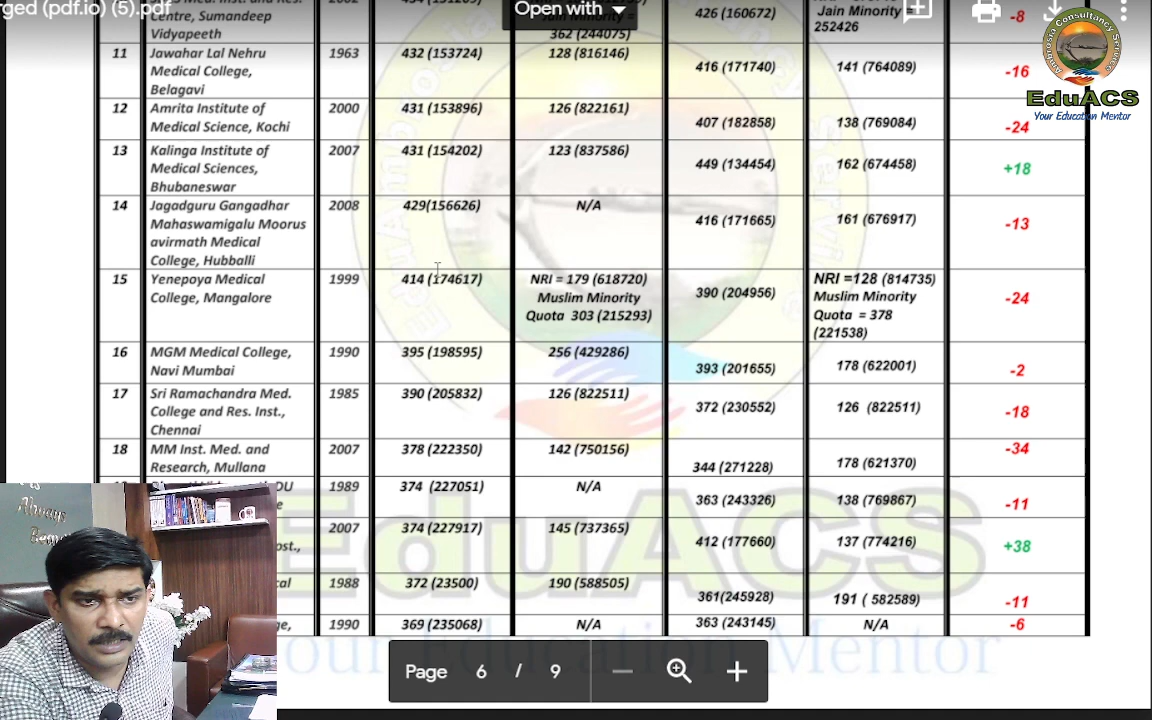 rged (pdf.io) (5).pdf
Open with
Centre, Sumandeep
Vidyapeeth
362 (244075)
426 (160672)
Jain Minority
252426
-8
11 Jawahar Lal Nehru Medical College, Belagavi 1963 432 (153724) 128 (816146) 416 (171740) 141 (764089) -16
12 Amrita Institute of Medical Science, Kochi 2000 431 (153896) 126 (822161) 407 (182858) 138 (769084) -24
13 Kalinga Institute of Medical Sciences, Bhubaneswar 2007 431 (154202) 123 (837586) 449 (134454) 162 (674458) +18
14 Jagadguru Gangadhar Mahaswamigalu Moorus avirmath Medical College, Hubballi 2008 429(156626) N/A 416 (171665) 161 (676917) -13
15 Yenepoya Medical College, Mangalore 1999 414 (174617) NRI = 179 (618720) Muslim Minority Quota 303 (215293) 390 (204956) NRI =128 (814735) Muslim Minority Quota = 378 (221538) -24
16 MGM Medical College, Navi Mumbai 1990 395 (198595) 256 (429286) 393 (201655) 178 (622001) -2
17 Sri Ramachandra Med. College and Res. Inst., Chennai 1985 390 (205832) 126 (822511) 372 (230552) 126 (822511) -18
18 MM Inst. Med. and Research, Mullana 2007 378 (222350) 142 (750156) 344 (271228) 178 (621370) -34
1989 374 (227051) N/A 363 (243326) 138 (769867) -11
2007 374 (227917) 145 (737365) 412 (177660) 137 (774216) +38
1988 372 (23500) 190 (588505) 361(245928) 191 ( 582589) -11
1990 369 (235068) N/A 363 (243145) N/A -6
Ambrosia Consultancy Service
EduACS
Your Education Mentor
Always
EduACS
Your Education Mentor
Page 6 / 9